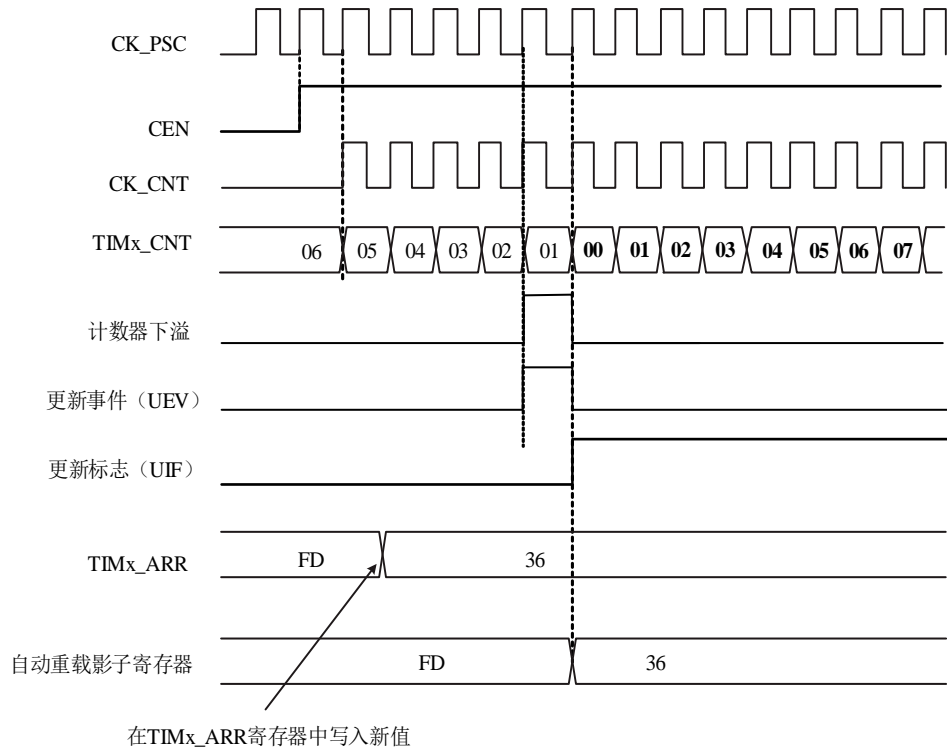 CK_PSC
CEN
CK_CNT
TIMx_CNT 06 05 04 03 02 01 00 01 02 03 04 05 06 07
计数器下溢
更新事件（UEV）
更新标志（UIF）
TIMx_ARR FD 36
自动重载影子寄存器 FD 36
在TIMx_ARR寄存器中写入新值